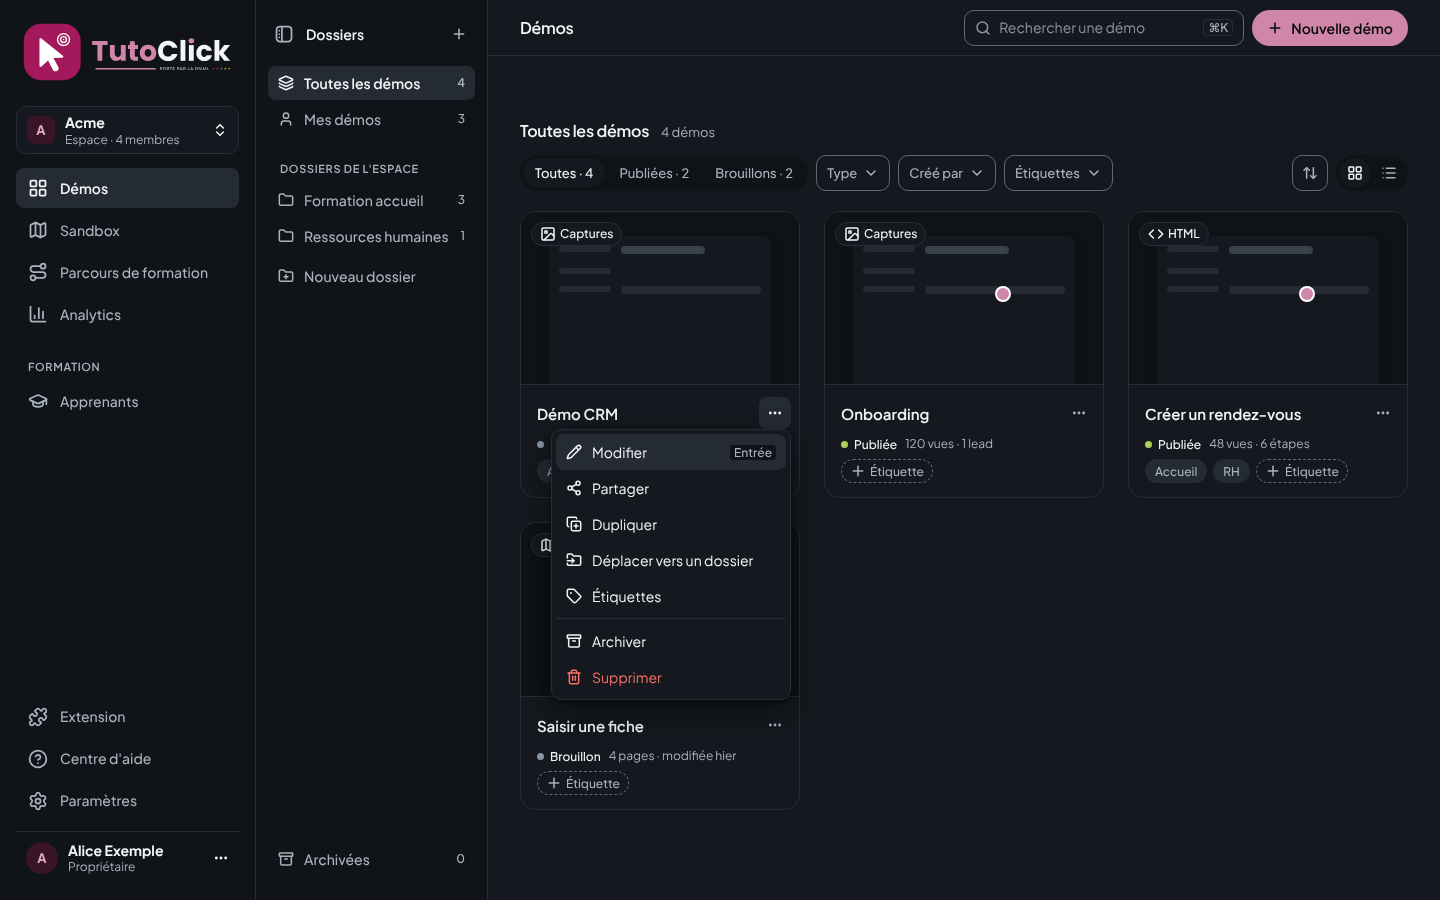 TutoClick
PORTÉ PAR LA DSIML
A
Acme
Espace · 4 membres
Démos
Sandbox
Parcours de formation
Analytics
FORMATION
Apprenants
Extension
Centre d'aide
Paramètres
A
Alice Exemple
Propriétaire
Dossiers
Toutes les démos 4
Mes démos 3
DOSSIERS DE L'ESPACE
Formation accueil 3
Ressources humaines 1
Nouveau dossier
Archivées 0
Démos
Rechercher une démo ⌘K
Nouvelle démo
Toutes les démos 4 démos
Toutes · 4 Publiées · 2 Brouillons · 2 Type Créé par Étiquettes
Captures
Démo CRM
Modifier Entrée
Partager
Dupliquer
Déplacer vers un dossier
Étiquettes
Archiver
Supprimer
Captures
Onboarding
Publiée 120 vues · 1 lead
+ Étiquette
HTML
Créer un rendez-vous
Publiée 48 vues · 6 étapes
Accueil RH + Étiquette
Saisir une fiche
Brouillon 4 pages · modifiée hier
+ Étiquette